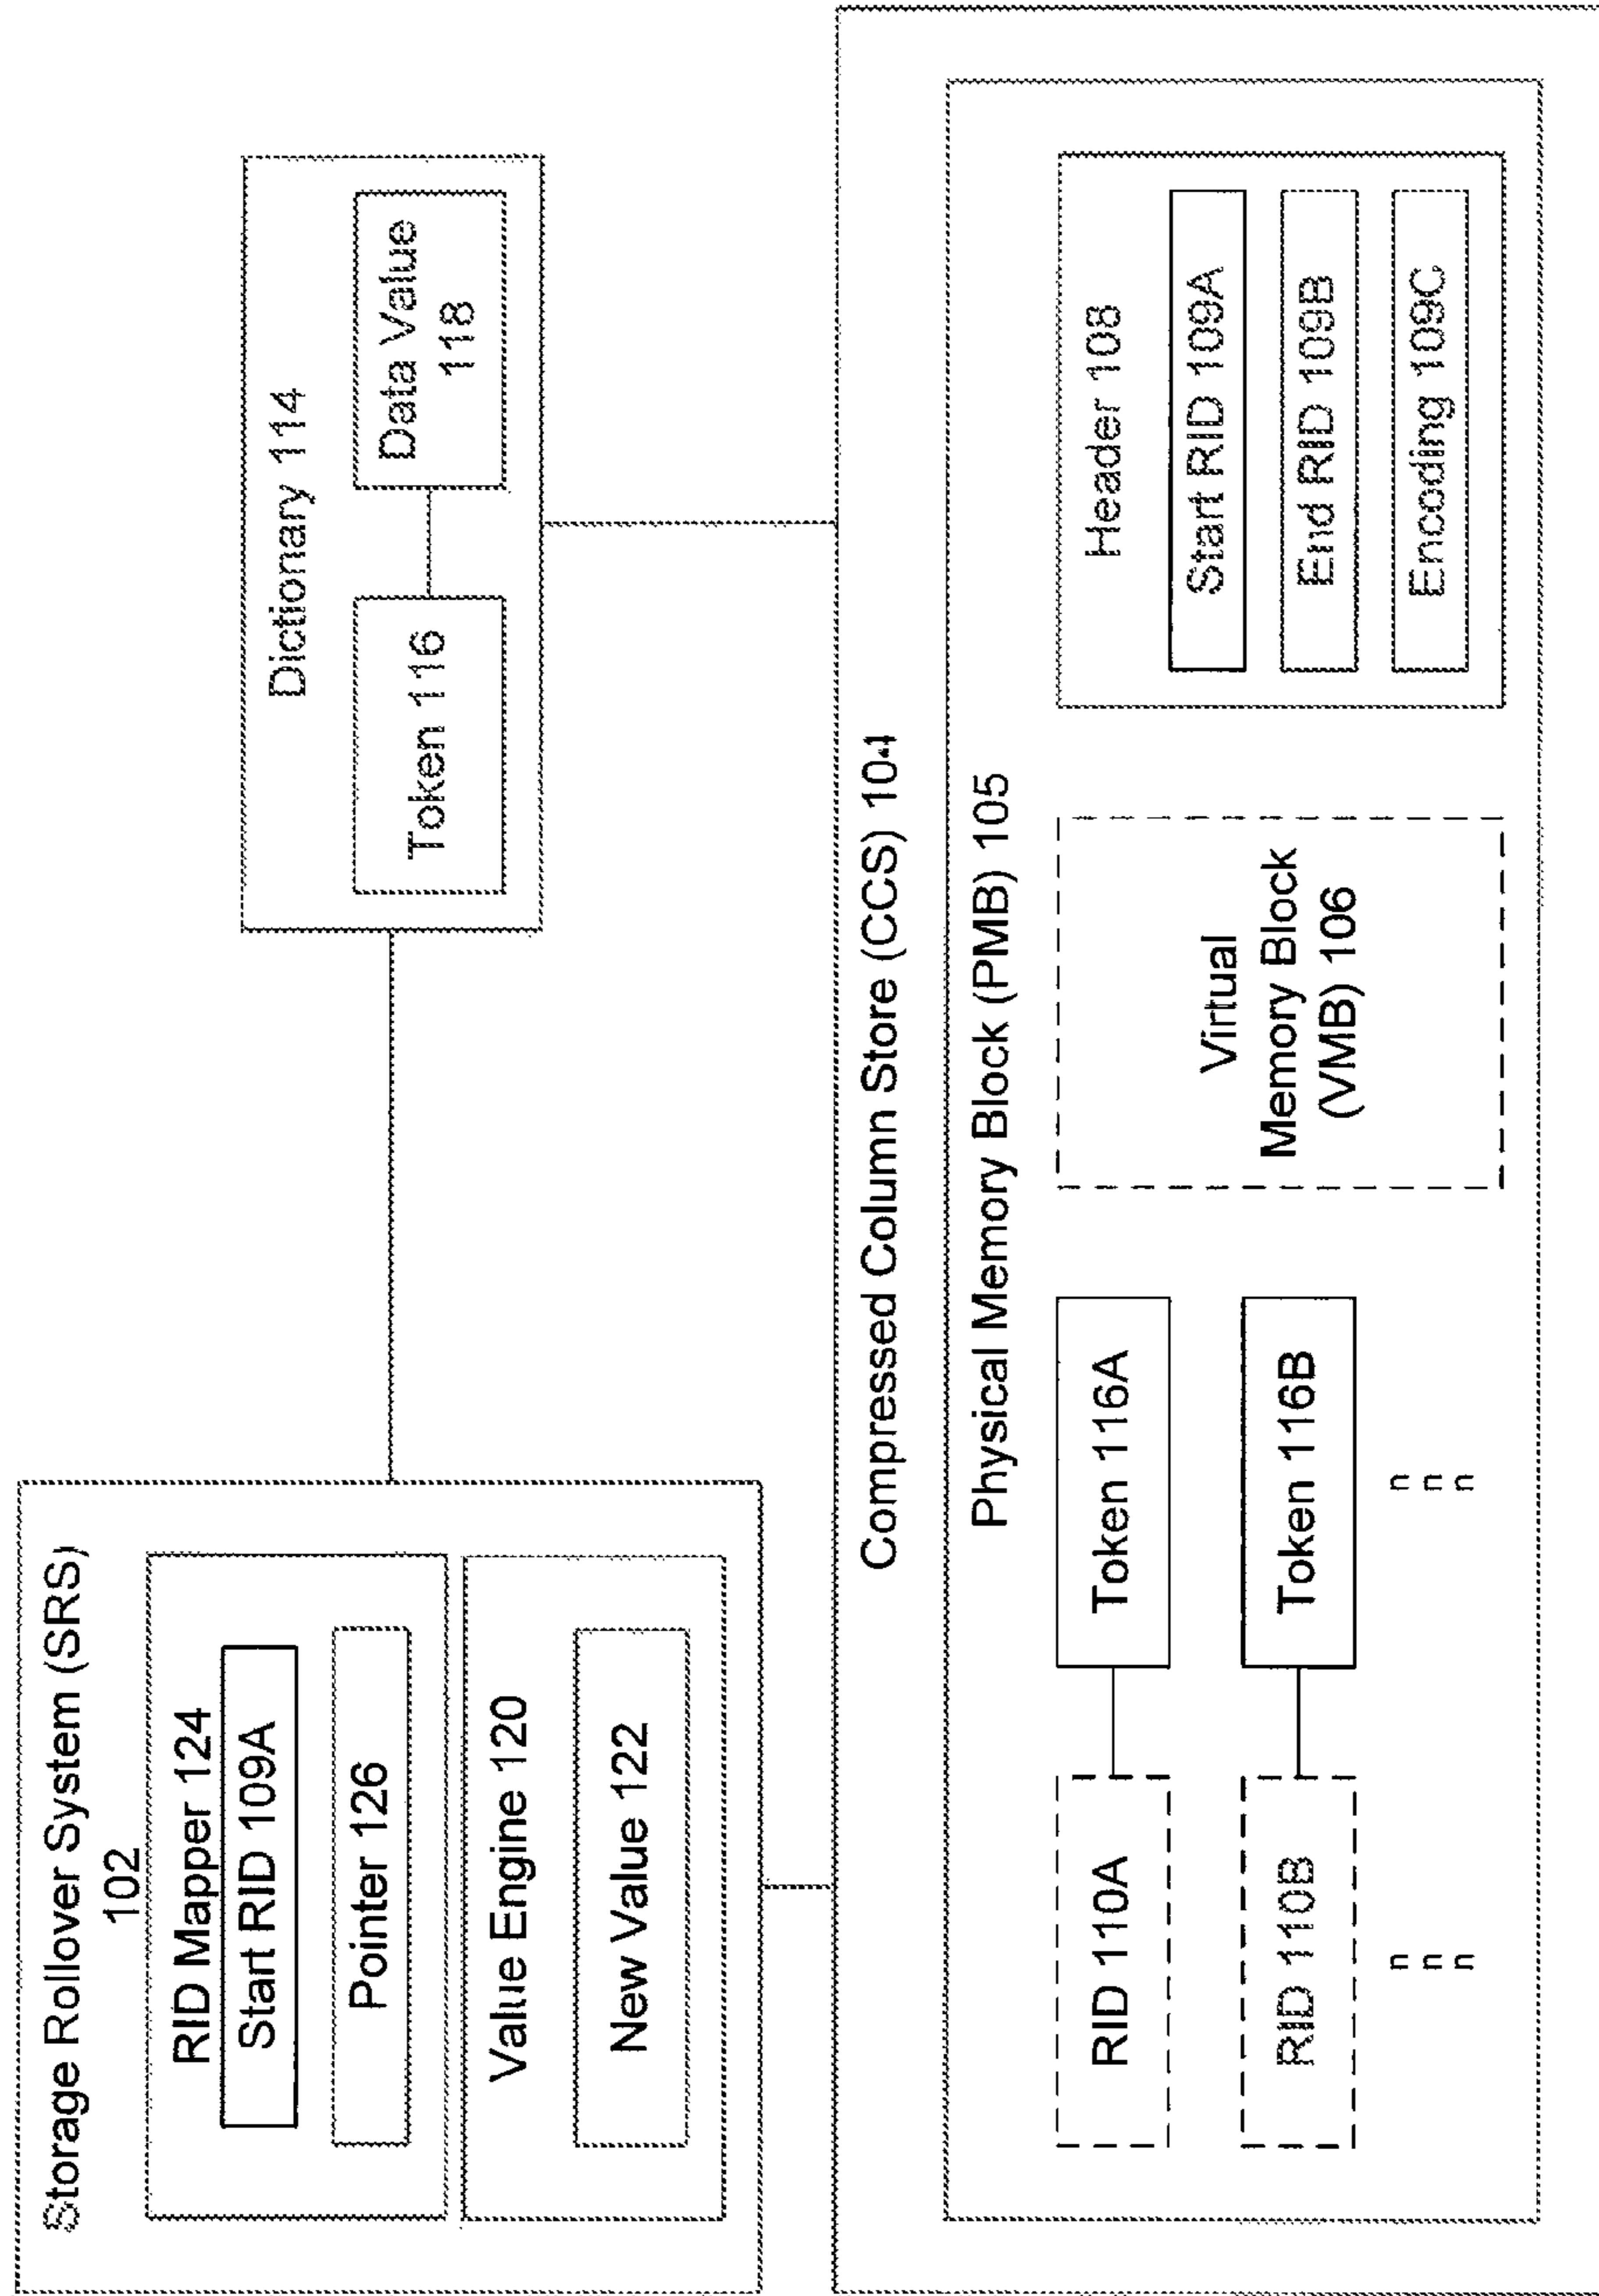 Storage Rollover System (SRS)
102
RID Mapper 124
Start RID 109A
Pointer 126
Value Engine 120
New Value 122
Dictionary 114
Token 116
Data Value
118
Compressed Column Store (CCS) 104
Physical Memory Block (PMB) 105
RID 110A
Token 116A
RID 110B
Token 116B
n
n
n
n
n
n
Virtual
Memory Block
(VMB) 106
Header 108
Start RID 109A
End RID 109B
Encoding 109C